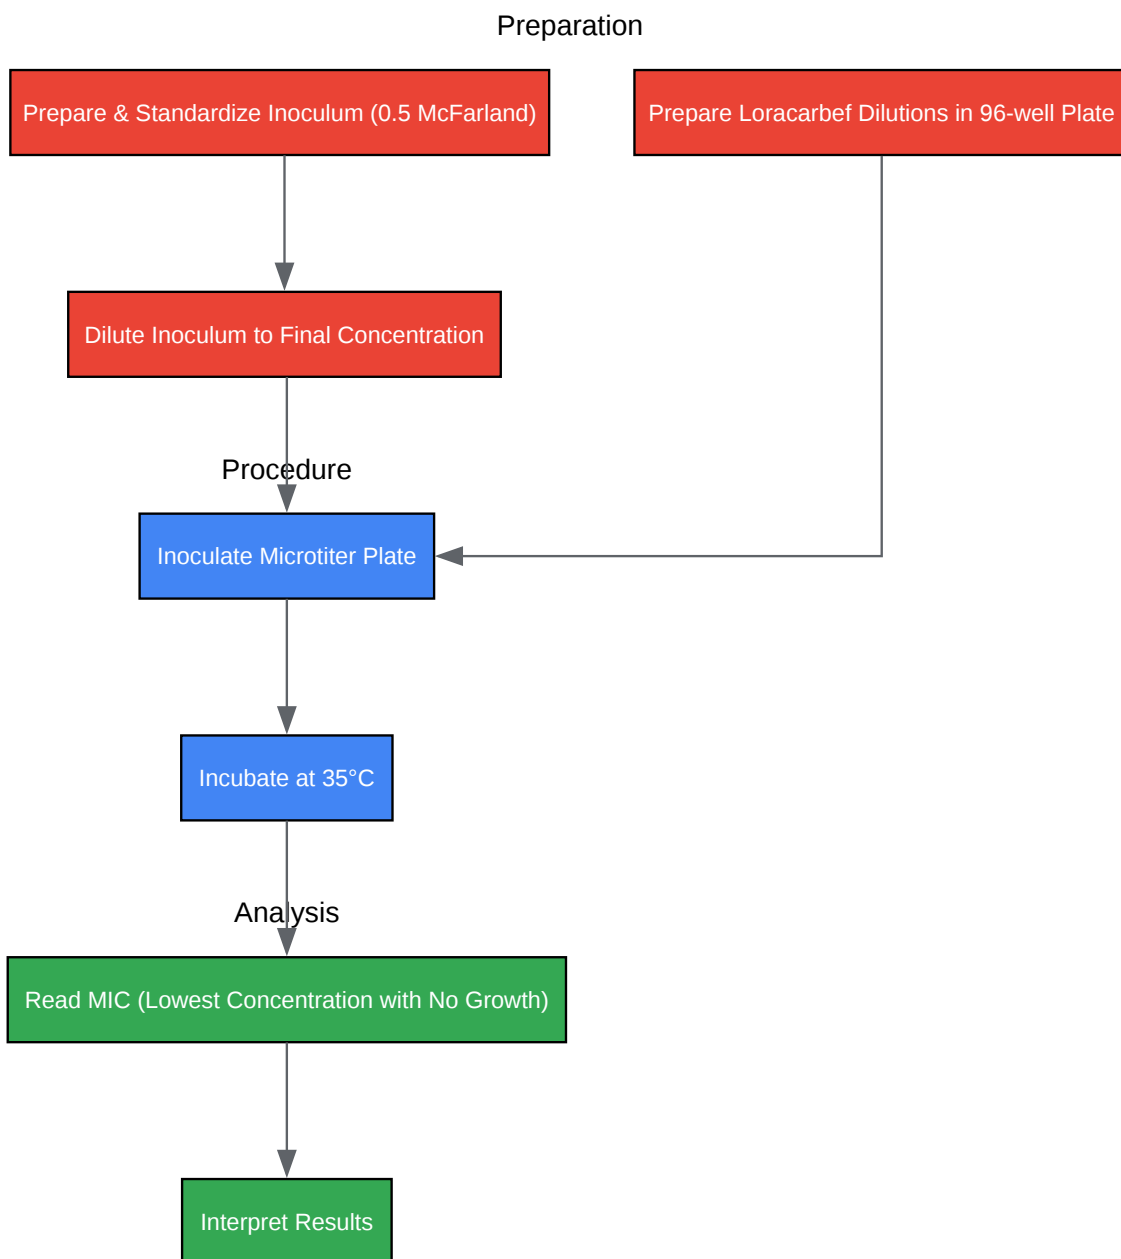 Preparation
Prepare & Standardize Inoculum (0.5 McFarland)
Prepare Loracarbef Dilutions in 96-well Plate
Dilute Inoculum to Final Concentration
Procedure
Inoculate Microtiter Plate
Incubate at 35°C
Analysis
Read MIC (Lowest Concentration with No Growth)
Interpret Results